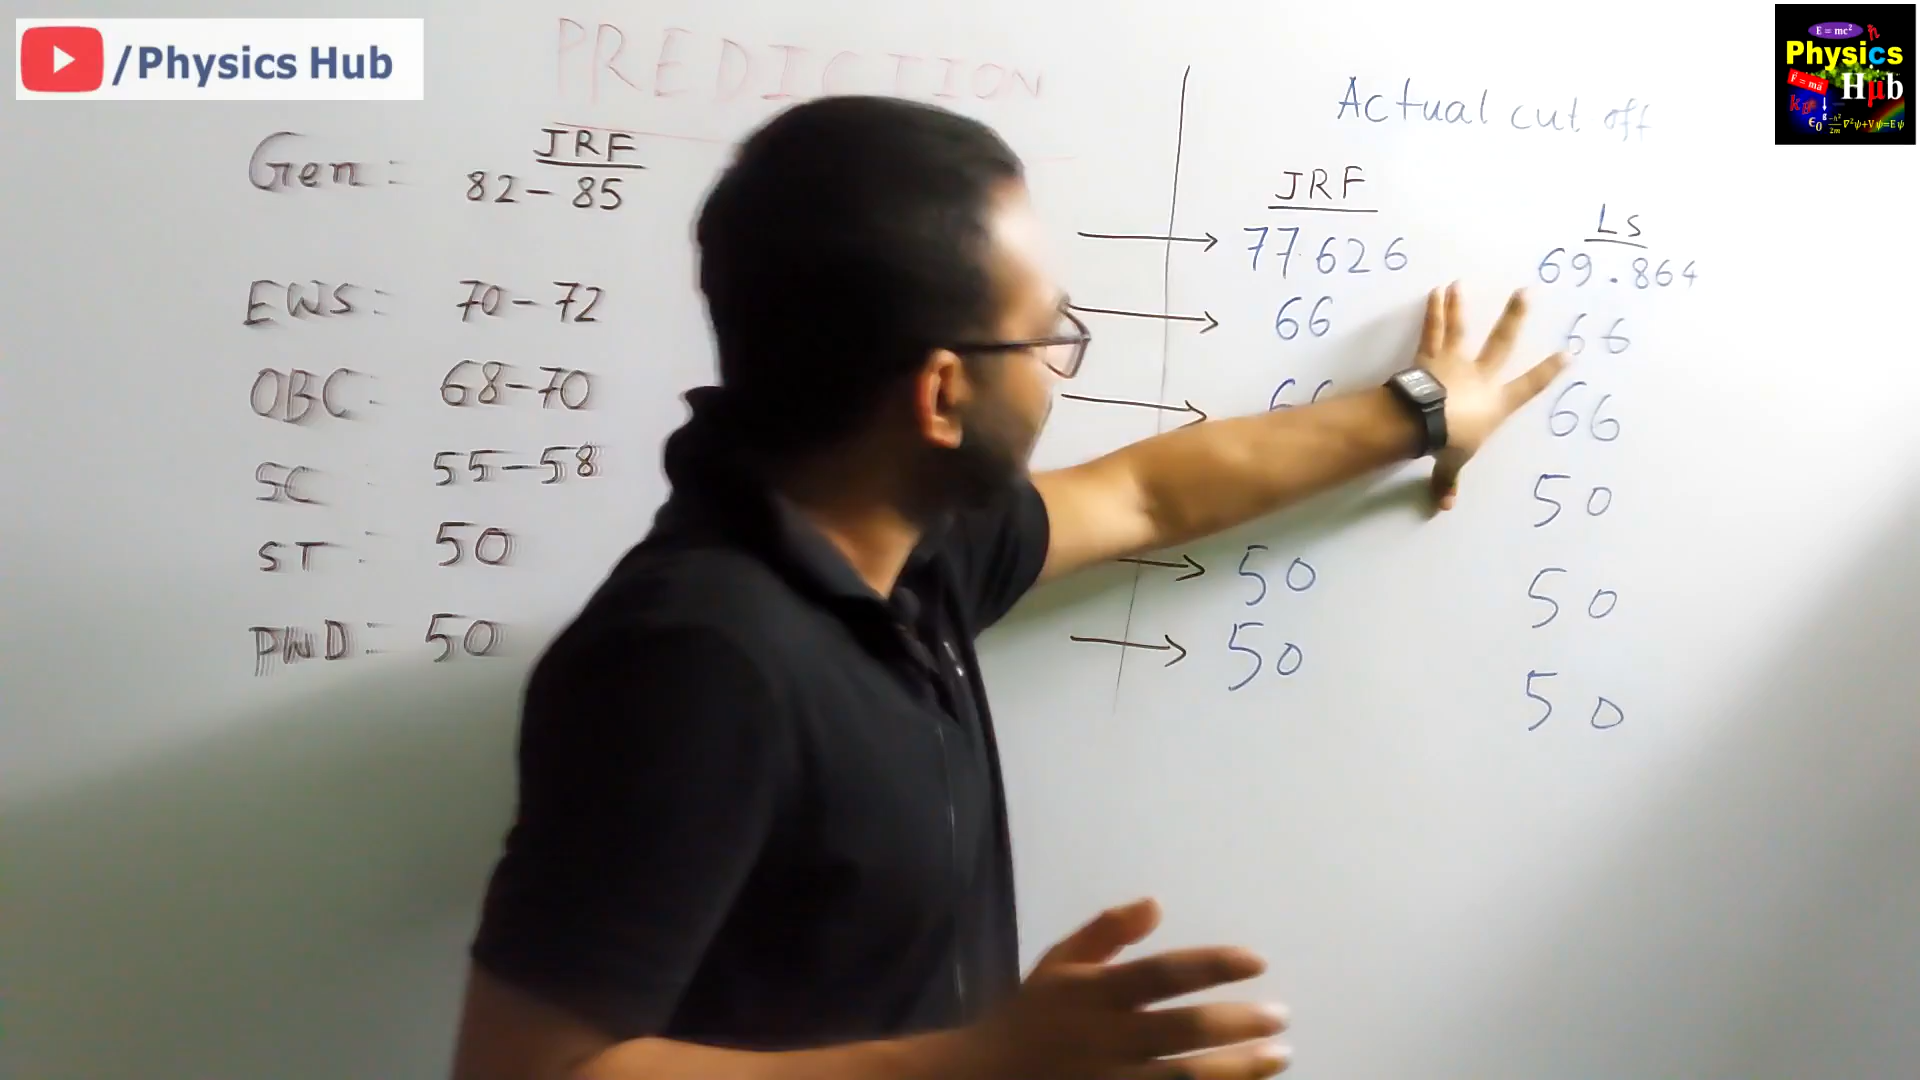 /Physics Hub
PREDICTION
JRF
Gen: 82-85
EWS: 70-72
OBC: 68-70
SC: 55-58
ST: 50
PWD: 50
Actual cut off
JRF
77.626
66
66
50
50
LS
69.864
66
66
50
50
50
E = mc²
ħ
Physics
Hub
F = ma